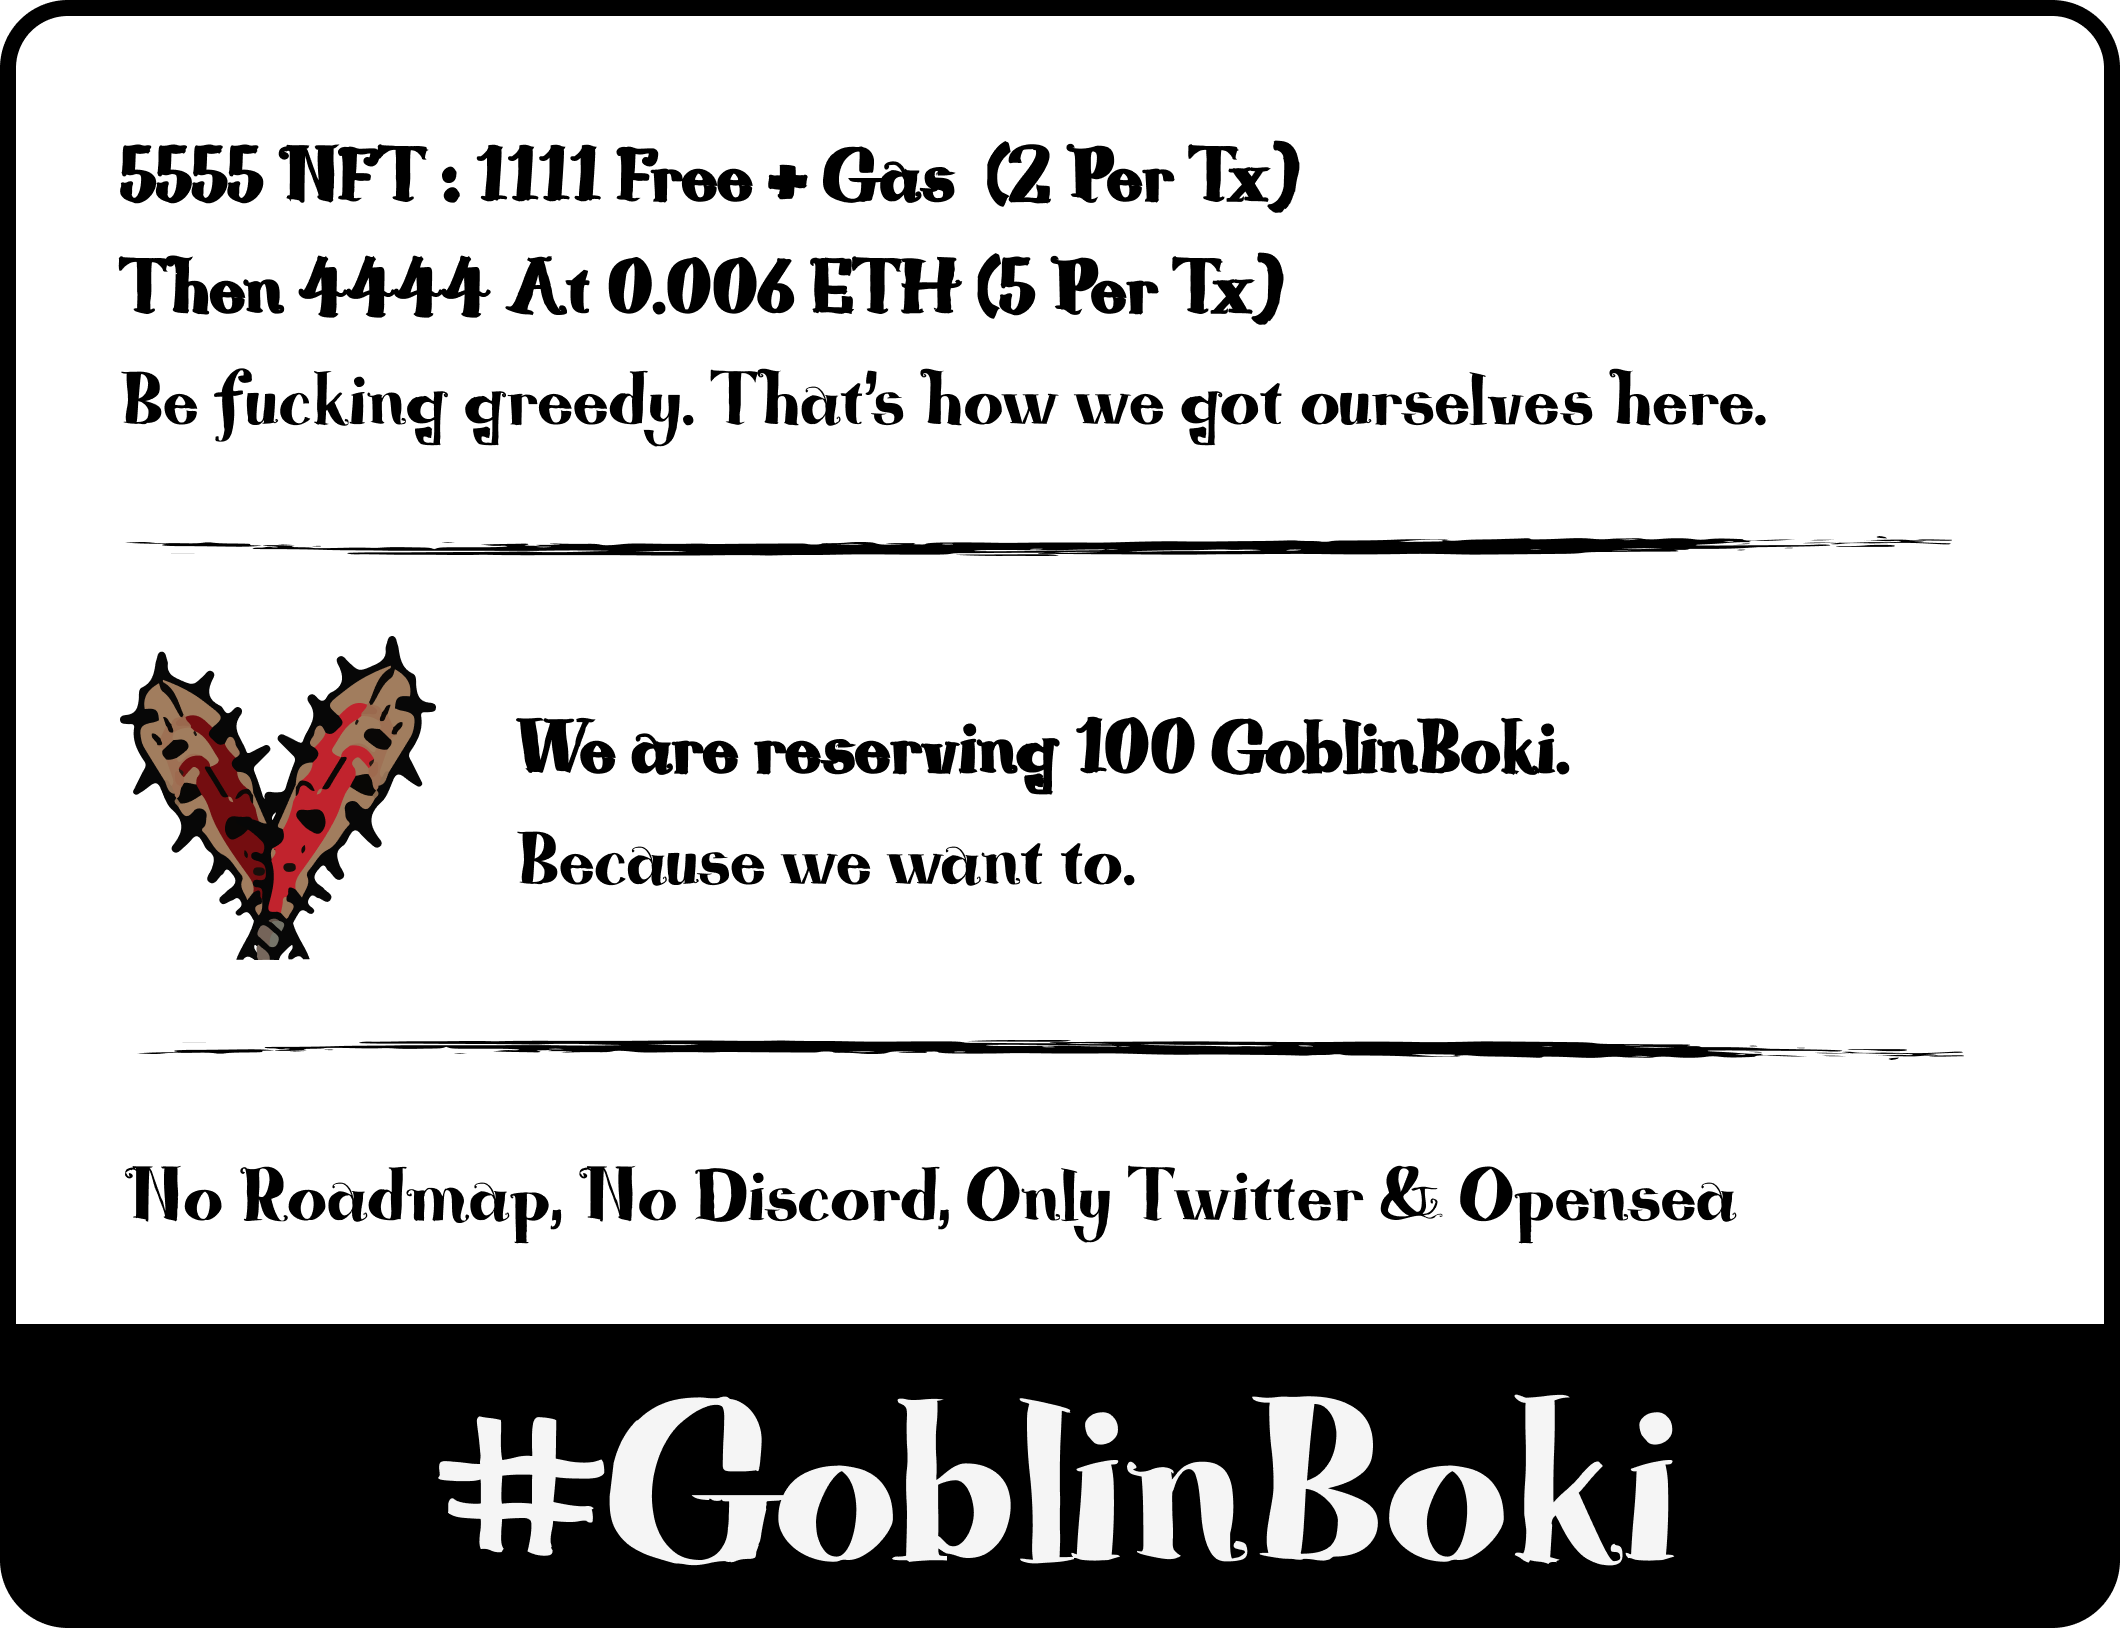 5555 NFT : 1111 Free + Gas (2 Per Tx)
Then 4444 At 0.006 ETH (5 Per Tx)
Be fucking greedy. That's how we got ourselves here.
We are reserving 100 GoblinBoki.
Because we want to.
No Roadmap, No Discord, Only Twitter & Opensea
#GoblinBoki